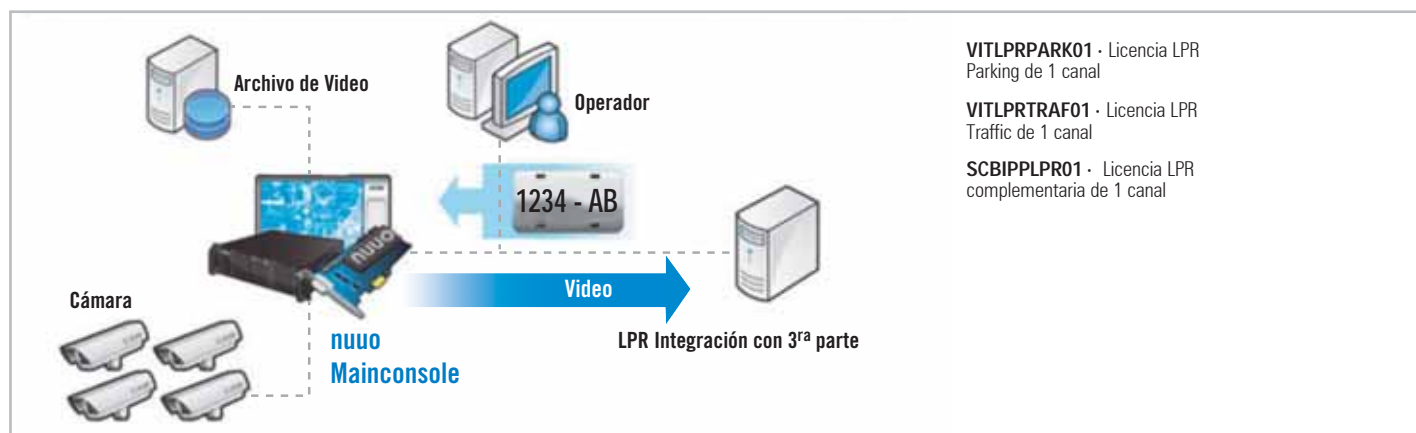 Archivo de Video
Operador
1234 - AB
nuuo
Video
Cámara
nuuo
Mainconsole
LPR Integración con 3ra parte
VITLPRPARK01 · Licencia LPR
Parking de 1 canal
VITLPRTRAF01 · Licencia LPR
Traffic de 1 canal
SCBIPPLPR01 · Licencia LPR
complementaria de 1 canal